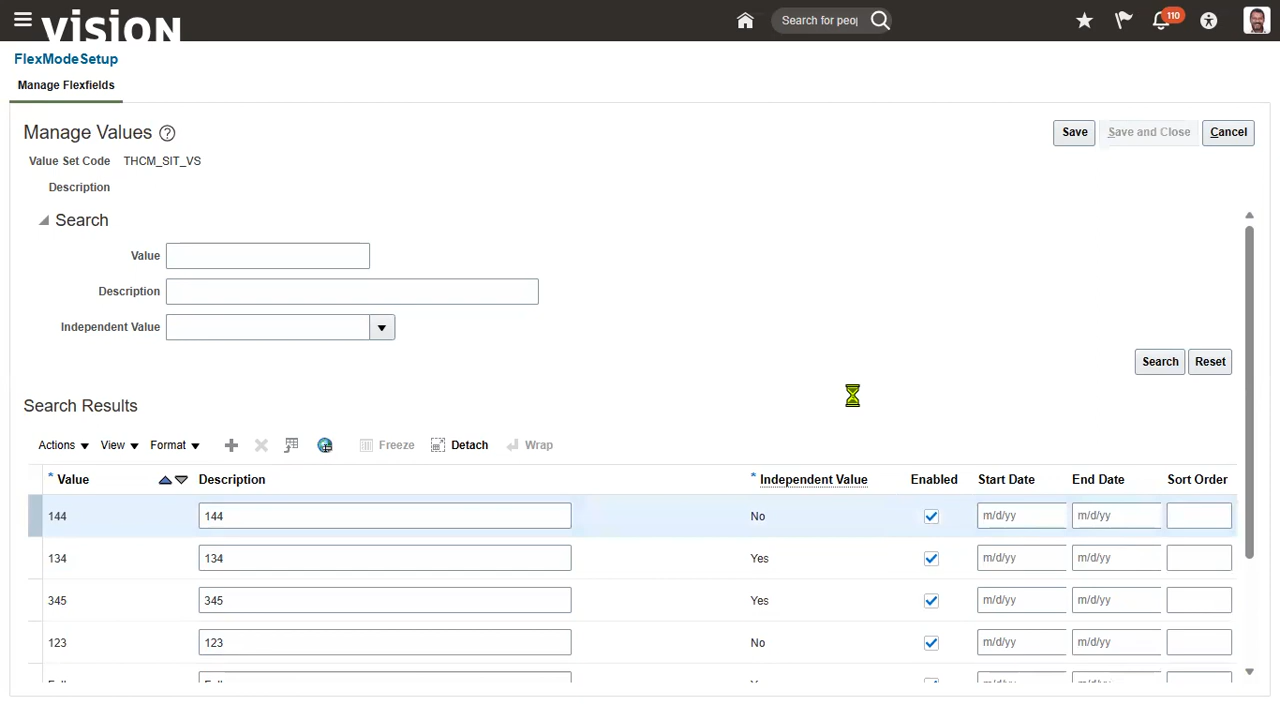 vision
Search for peop
110
FlexModeSetup
Manage Flexfields
Manage Values
Save
Save and Close
Cancel
Value Set Code THCM_SIT_VS
Description
Search
Value
Description
Independent Value
Search
Reset
Search Results
Actions
View
Format
Freeze
Detach
Wrap
* Value
Description
* Independent Value
Enabled
Start Date
End Date
Sort Order
144 144 No m/d/yy m/d/yy
134 134 Yes m/d/yy m/d/yy
345 345 Yes m/d/yy m/d/yy
123 123 No m/d/yy m/d/yy